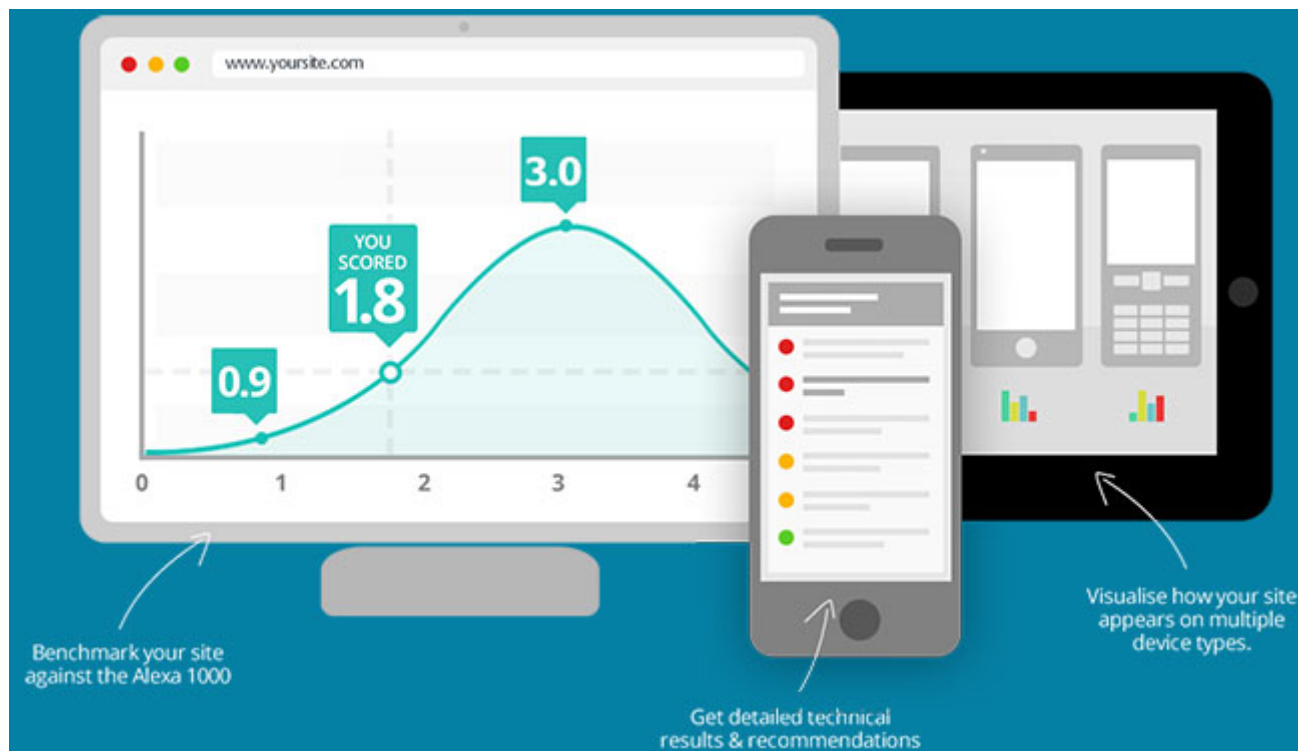 www.yoursite.com
3.0
YOU
SCORED
1.8
0.9
0 1 2 3 4
Benchmark your site
against the Alexa 1000
Get detailed technical
results & recommendations
Visualise how your site
appears on multiple
device types.